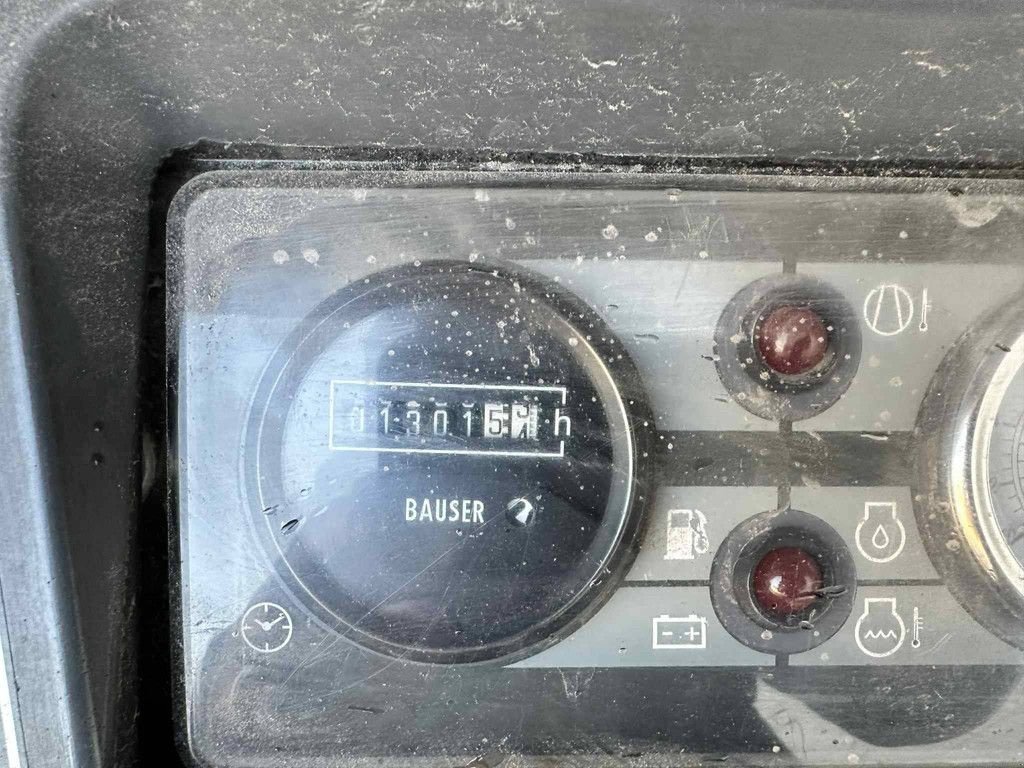 013015 h
BAUSER
- +